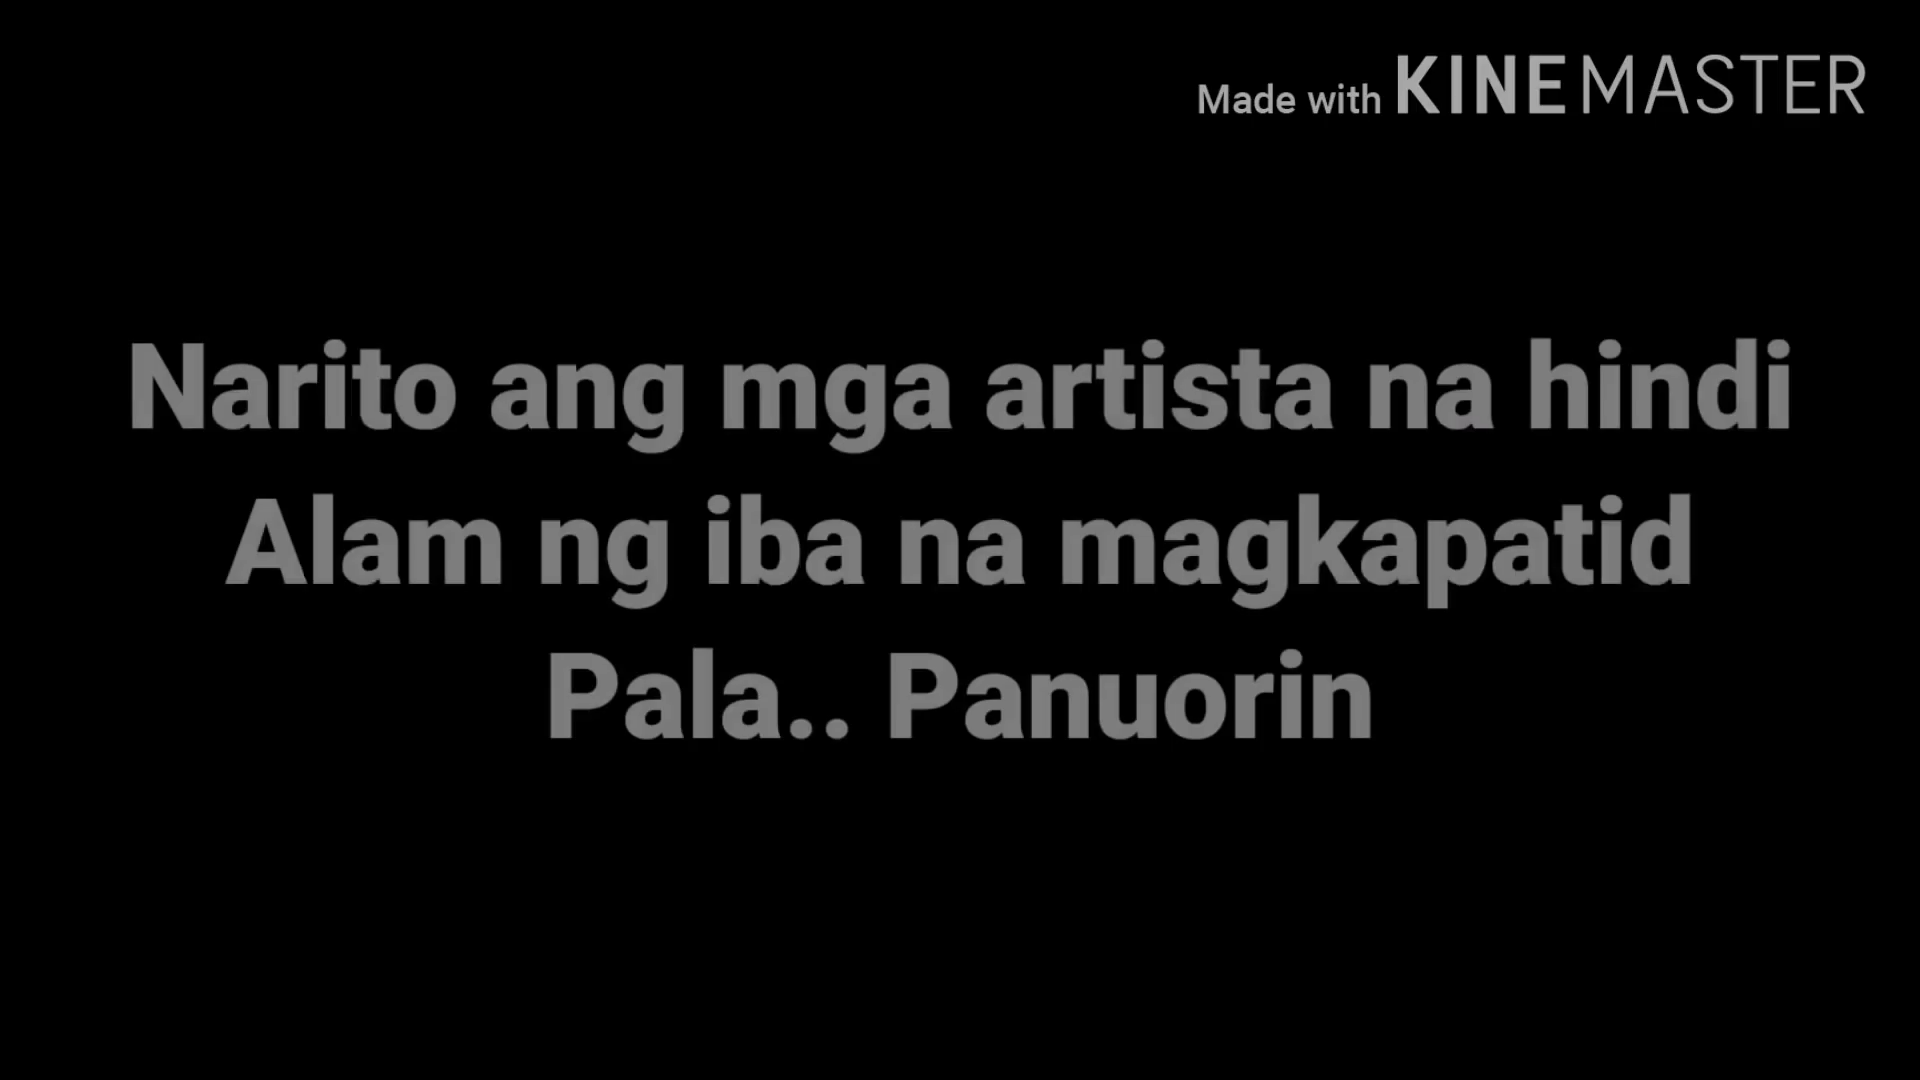 Made with KINEMASTER
Narito ang mga artista na hindi
Alam ng iba na magkapatid
Pala.. Panuorin